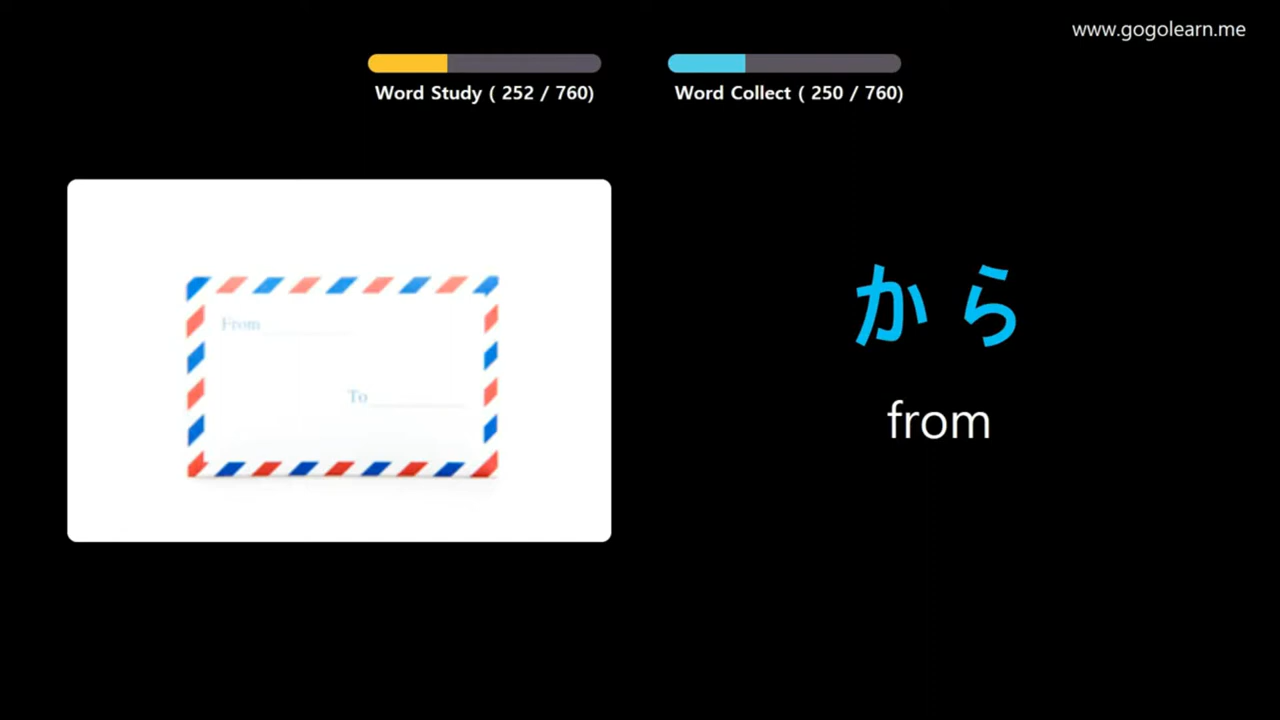 www.gogolearn.me
Word Study ( 252 / 760)
Word Collect ( 250 / 760)
From
To
から
from